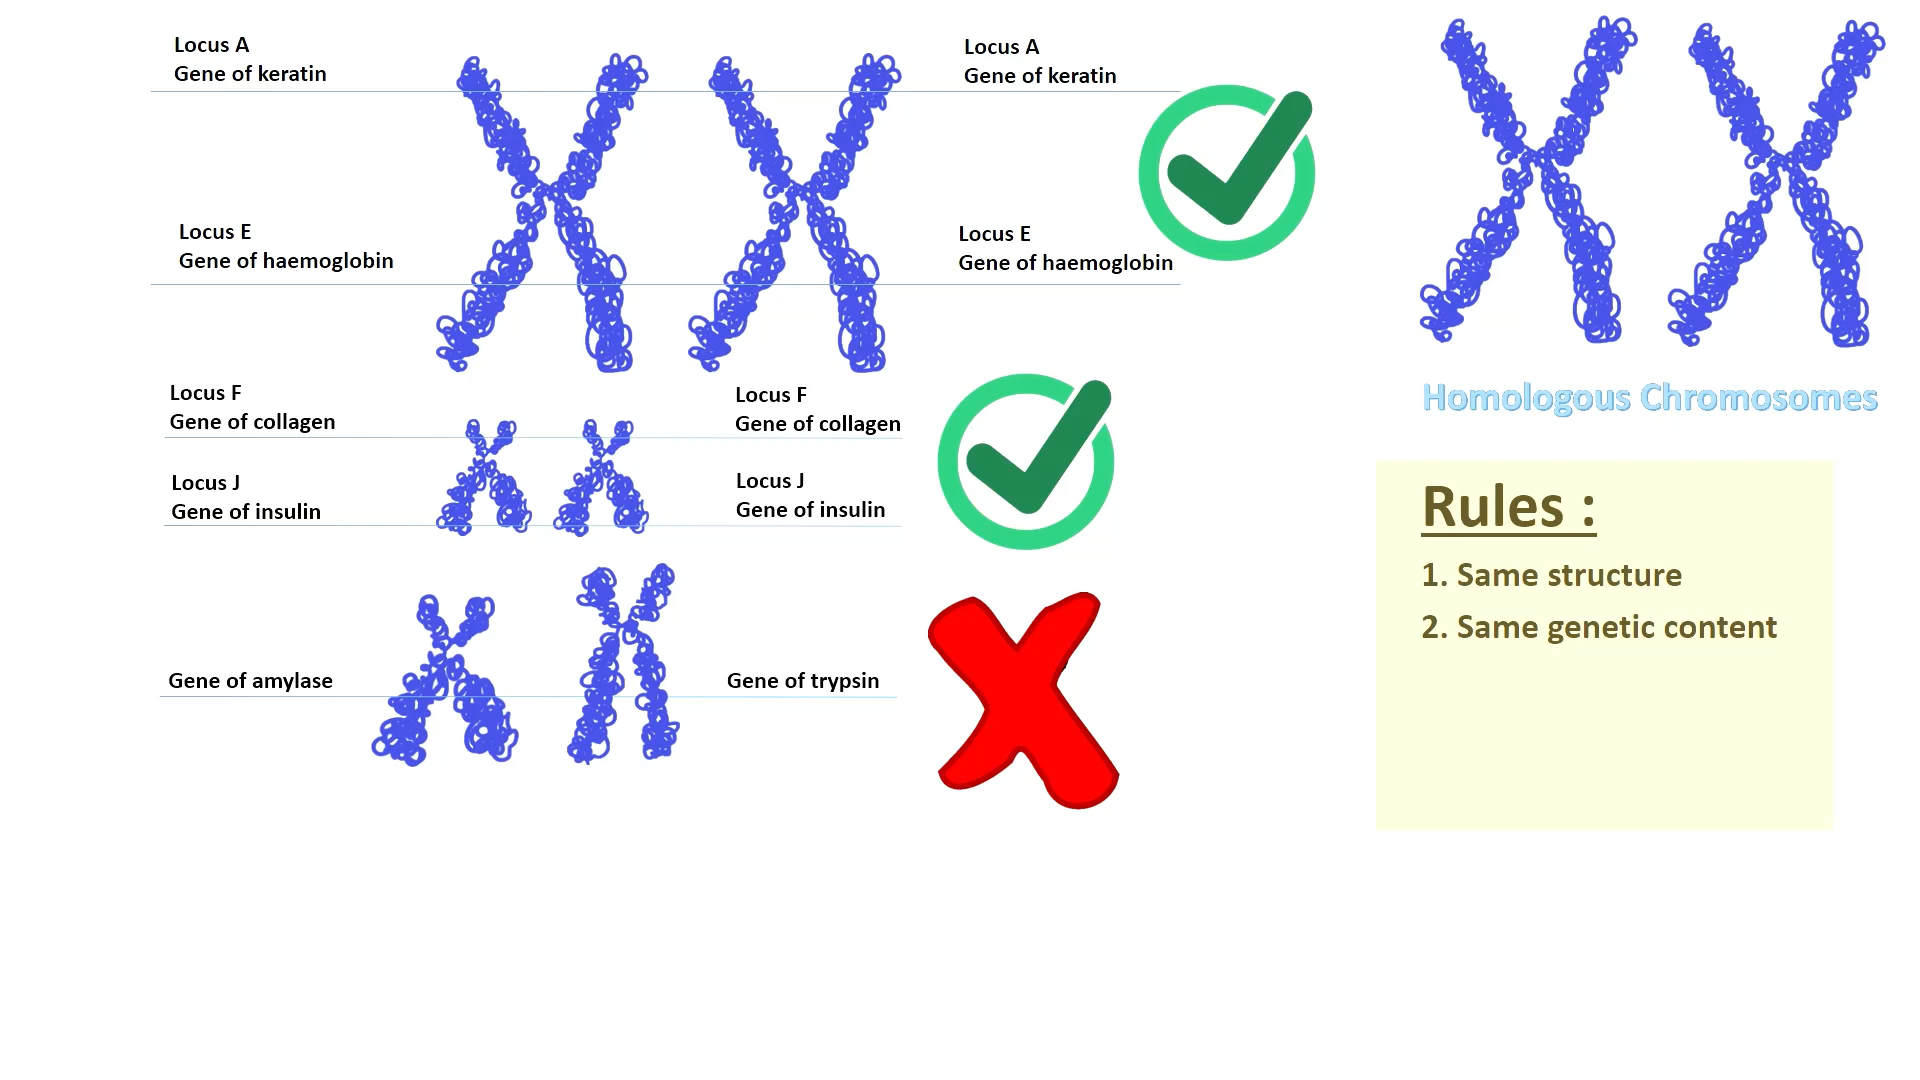 Locus A
Gene of keratin
Locus A
Gene of keratin
Locus E
Gene of haemoglobin
Locus E
Gene of haemoglobin
Locus F
Gene of collagen
Locus F
Gene of collagen
Locus J
Gene of insulin
Locus J
Gene of insulin
Gene of amylase
Gene of trypsin
Homologous Chromosomes
Rules :
1. Same structure
2. Same genetic content